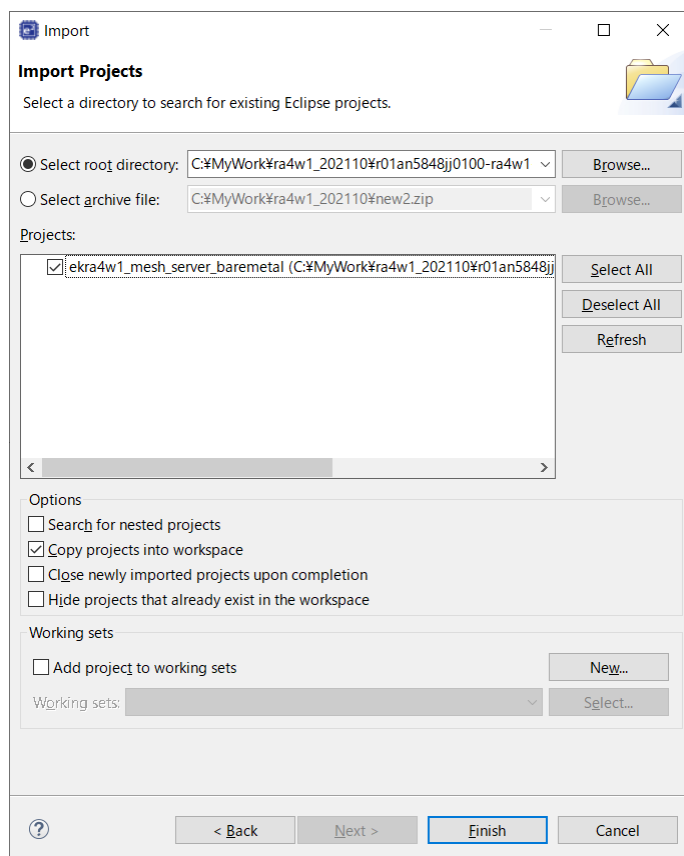 Import
Import Projects
Select a directory to search for existing Eclipse projects.
Select root directory: C:¥MyWork¥ra4w1_202110¥r01an5848jj0100-ra4w1 Browse...
Select archive file: C:¥MyWork¥ra4w1_202110¥new2.zip Browse...
Projects:
ekra4w1_mesh_server_baremetal (C:¥MyWork¥ra4w1_202110¥r01an5848jj
Select All
Deselect All
Refresh
Options
Search for nested projects
Copy projects into workspace
Close newly imported projects upon completion
Hide projects that already exist in the workspace
Working sets
Add project to working sets New...
Working sets: Select...
? < Back Next > Finish Cancel